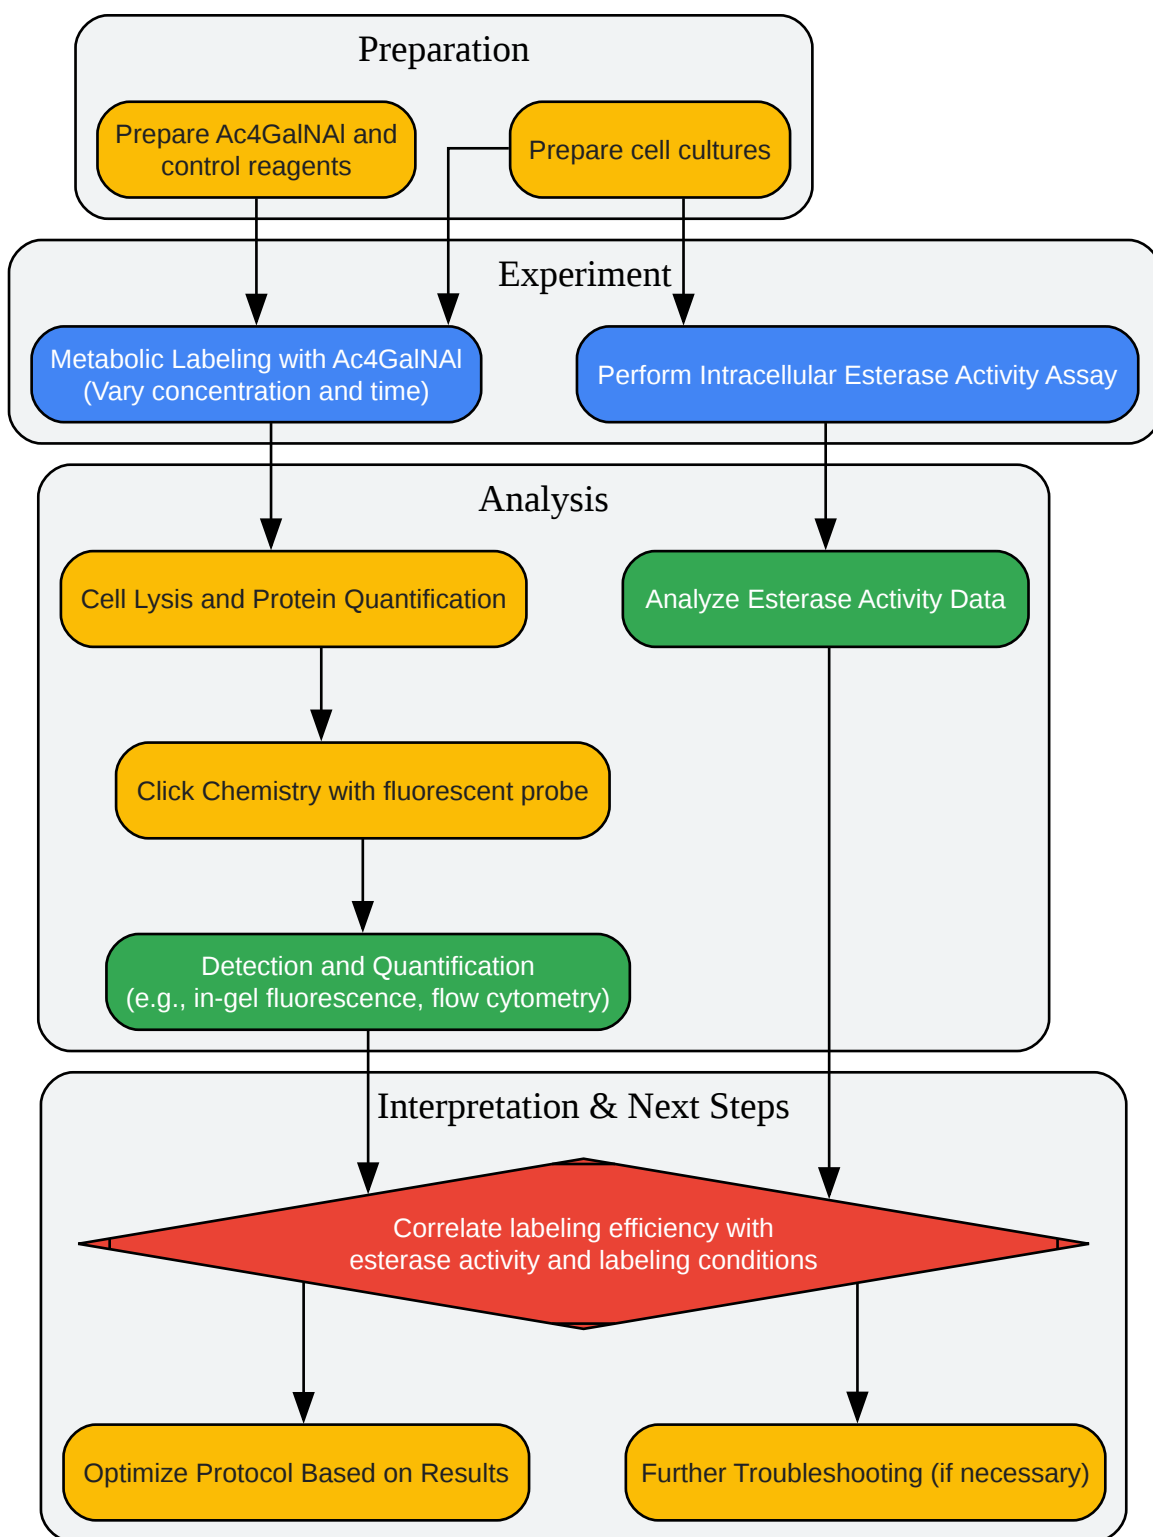 Preparation
Prepare Ac4GalNAl and
control reagents
Prepare cell cultures
Experiment
Metabolic Labeling with Ac4GalNAl
(Vary concentration and time)
Perform Intracellular Esterase Activity Assay
Analysis
Cell Lysis and Protein Quantification
Analyze Esterase Activity Data
Click Chemistry with fluorescent probe
Detection and Quantification
(e.g., in-gel fluorescence, flow cytometry)
Interpretation & Next Steps
Correlate labeling efficiency with
esterase activity and labeling conditions
Optimize Protocol Based on Results
Further Troubleshooting (if necessary)